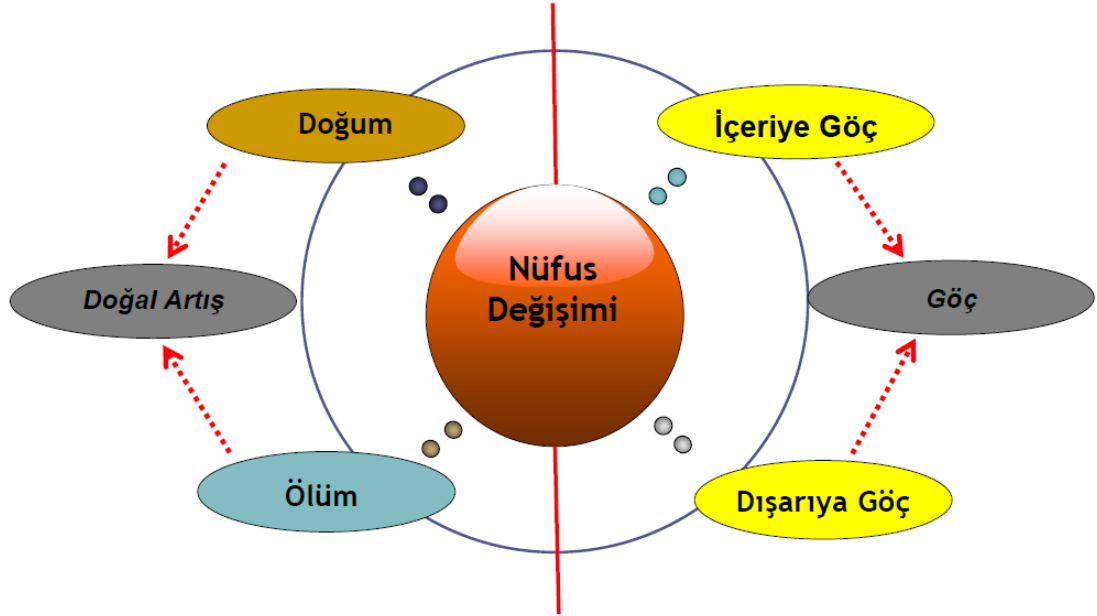 Doğum
İçeriye Göç
Doğal Artış
Nüfus
Değişimi
Göç
Ölüm
Dışarıya Göç